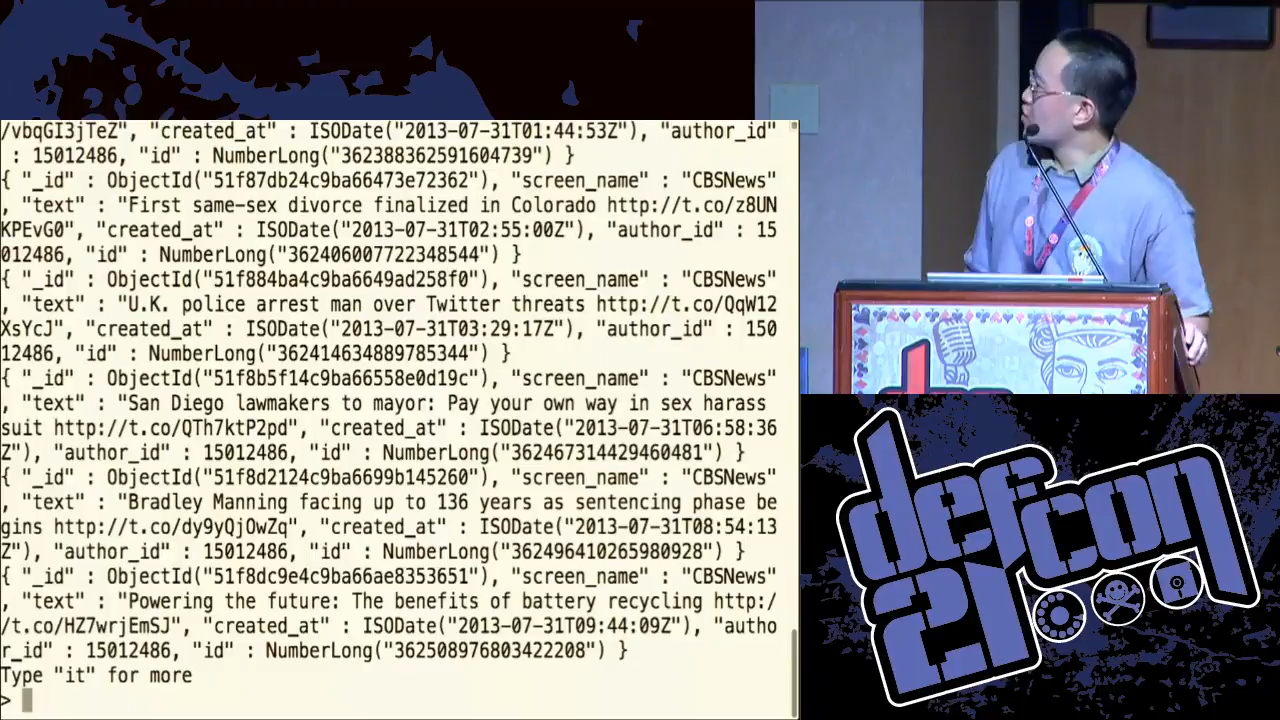 /vbqGI3jTeZ", "created_at" : ISODate("2013-07-31T01:44:53Z"), "author_id"
 : 15012486, "id" : NumberLong("362388362591604739") }
{ "_id" : ObjectId("51f87db24c9ba66473e72362"), "screen_name" : "CBSNews"
, "text" : "First same-sex divorce finalized in Colorado http://t.co/z8UN
KPEvG0", "created_at" : ISODate("2013-07-31T02:55:00Z"), "author_id" : 15
012486, "id" : NumberLong("362406007722348544") }
{ "_id" : ObjectId("51f884ba4c9ba6649ad258f0"), "screen_name" : "CBSNews"
, "text" : "U.K. police arrest man over Twitter threats http://t.co/QqW12
XsYcJ", "created_at" : ISODate("2013-07-31T03:29:17Z"), "author_id" : 150
12486, "id" : NumberLong("362414634889785344") }
{ "_id" : ObjectId("51f8b5f14c9ba66558e0d19c"), "screen_name" : "CBSNews"
, "text" : "San Diego lawmakers to mayor: Pay your own way in sex harass
suit http://t.co/QTh7ktP2pd", "created_at" : ISODate("2013-07-31T06:58:36
Z"), "author_id" : 15012486, "id" : NumberLong("362467314429460481") }
{ "_id" : ObjectId("51f8d2124c9ba6699b145260"), "screen_name" : "CBSNews"
, "text" : "Bradley Manning facing up to 136 years as sentencing phase be
gins http://t.co/dy9yQjOwZq", "created_at" : ISODate("2013-07-31T08:54:13
Z"), "author_id" : 15012486, "id" : NumberLong("362496410265980928") }
{ "_id" : ObjectId("51f8dc9e4c9ba66ae8353651"), "screen_name" : "CBSNews"
, "text" : "Powering the future: The benefits of battery recycling http:/
/t.co/HZ7wrjEmSJ", "created_at" : ISODate("2013-07-31T09:44:09Z"), "autho
r_id" : 15012486, "id" : NumberLong("362508976803422208") }
Type "it" for more
>
defcon
21